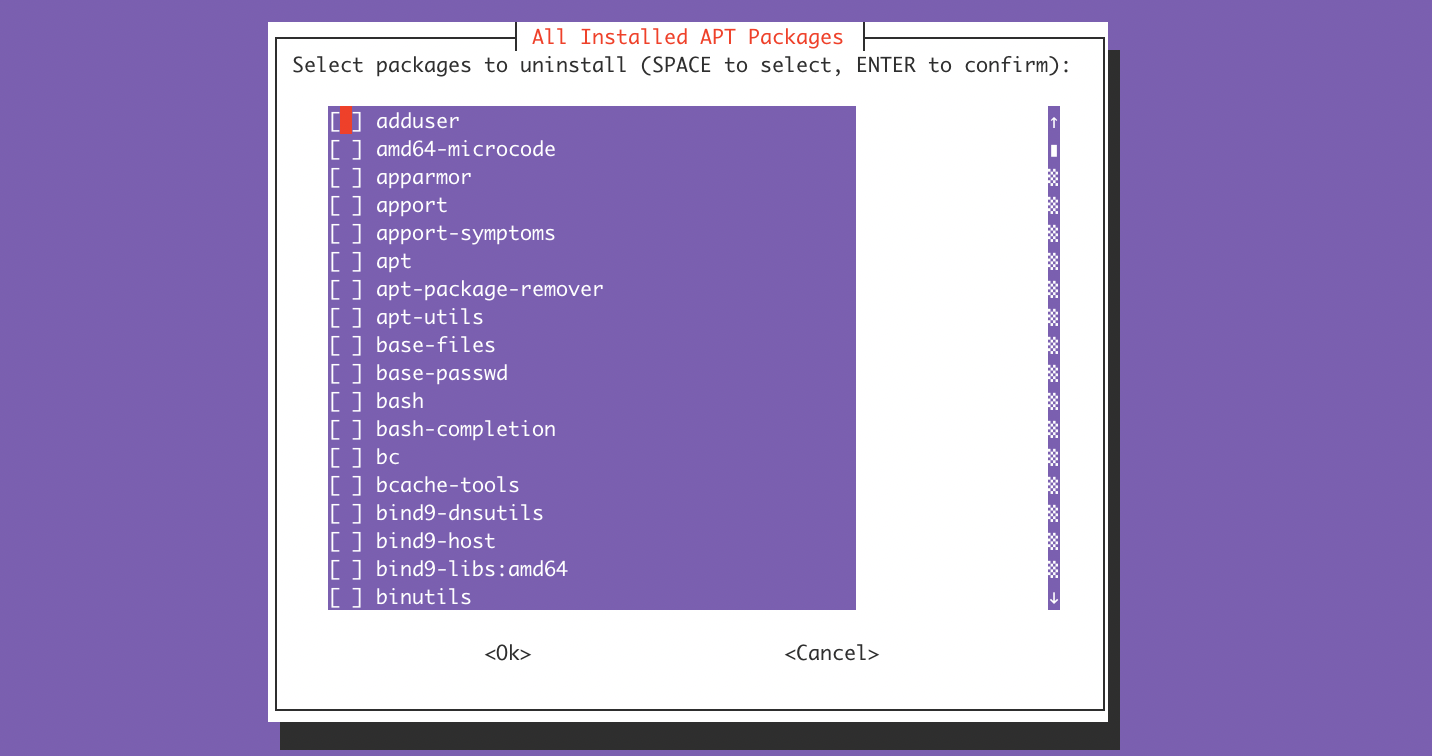 All Installed APT Packages
Select packages to uninstall (SPACE to select, ENTER to confirm):
[ ] adduser
[ ] amd64-microcode
[ ] apparmor
[ ] apport
[ ] apport-symptoms
[ ] apt
[ ] apt-package-remover
[ ] apt-utils
[ ] base-files
[ ] base-passwd
[ ] bash
[ ] bash-completion
[ ] bc
[ ] bcache-tools
[ ] bind9-dnsutils
[ ] bind9-host
[ ] bind9-libs:amd64
[ ] binutils
<Ok> <Cancel>